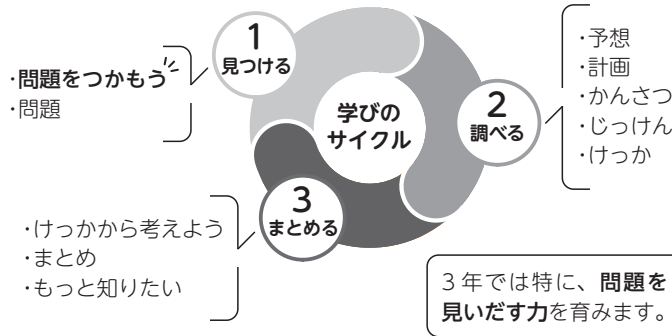 1
見つける
・問題をつかもう
・問題
学びの
サイクル
2
調べる
・予想
・計画
・かんさつ
・じっけん
・けっか
3
まとめる
・けっかから考えよう
・まとめ
・もっと知りたい
3年では特に、問題を
見いだす力を育みます。